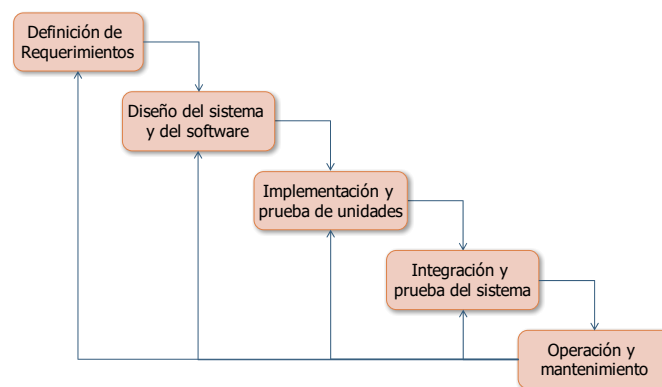 Definición de
Requerimientos
Diseño del sistema
y del software
Implementación y
prueba de unidades
Integración y
prueba del sistema
Operación y
mantenimiento